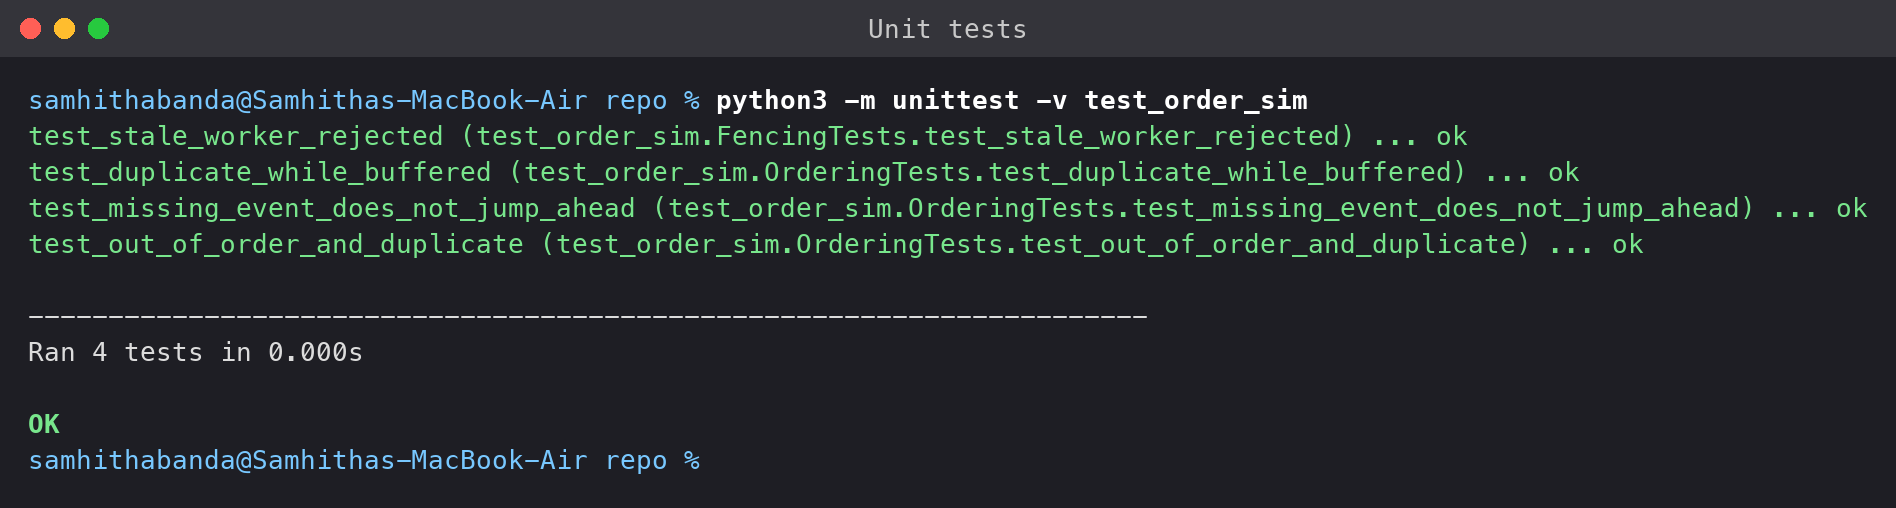 Unit tests
samhithabanda@Samhithas-MacBook-Air repo % python3 -m unittest -v test_order_sim
test_stale_worker_rejected (test_order_sim.FencingTests.test_stale_worker_rejected) ... ok
test_duplicate_while_buffered (test_order_sim.OrderingTests.test_duplicate_while_buffered) ... ok
test_missing_event_does_not_jump_ahead (test_order_sim.OrderingTests.test_missing_event_does_not_jump_ahead) ... ok
test_out_of_order_and_duplicate (test_order_sim.OrderingTests.test_out_of_order_and_duplicate) ... ok
----------------------------------------------------------------------
Ran 4 tests in 0.000s
OK
samhithabanda@Samhithas-MacBook-Air repo %